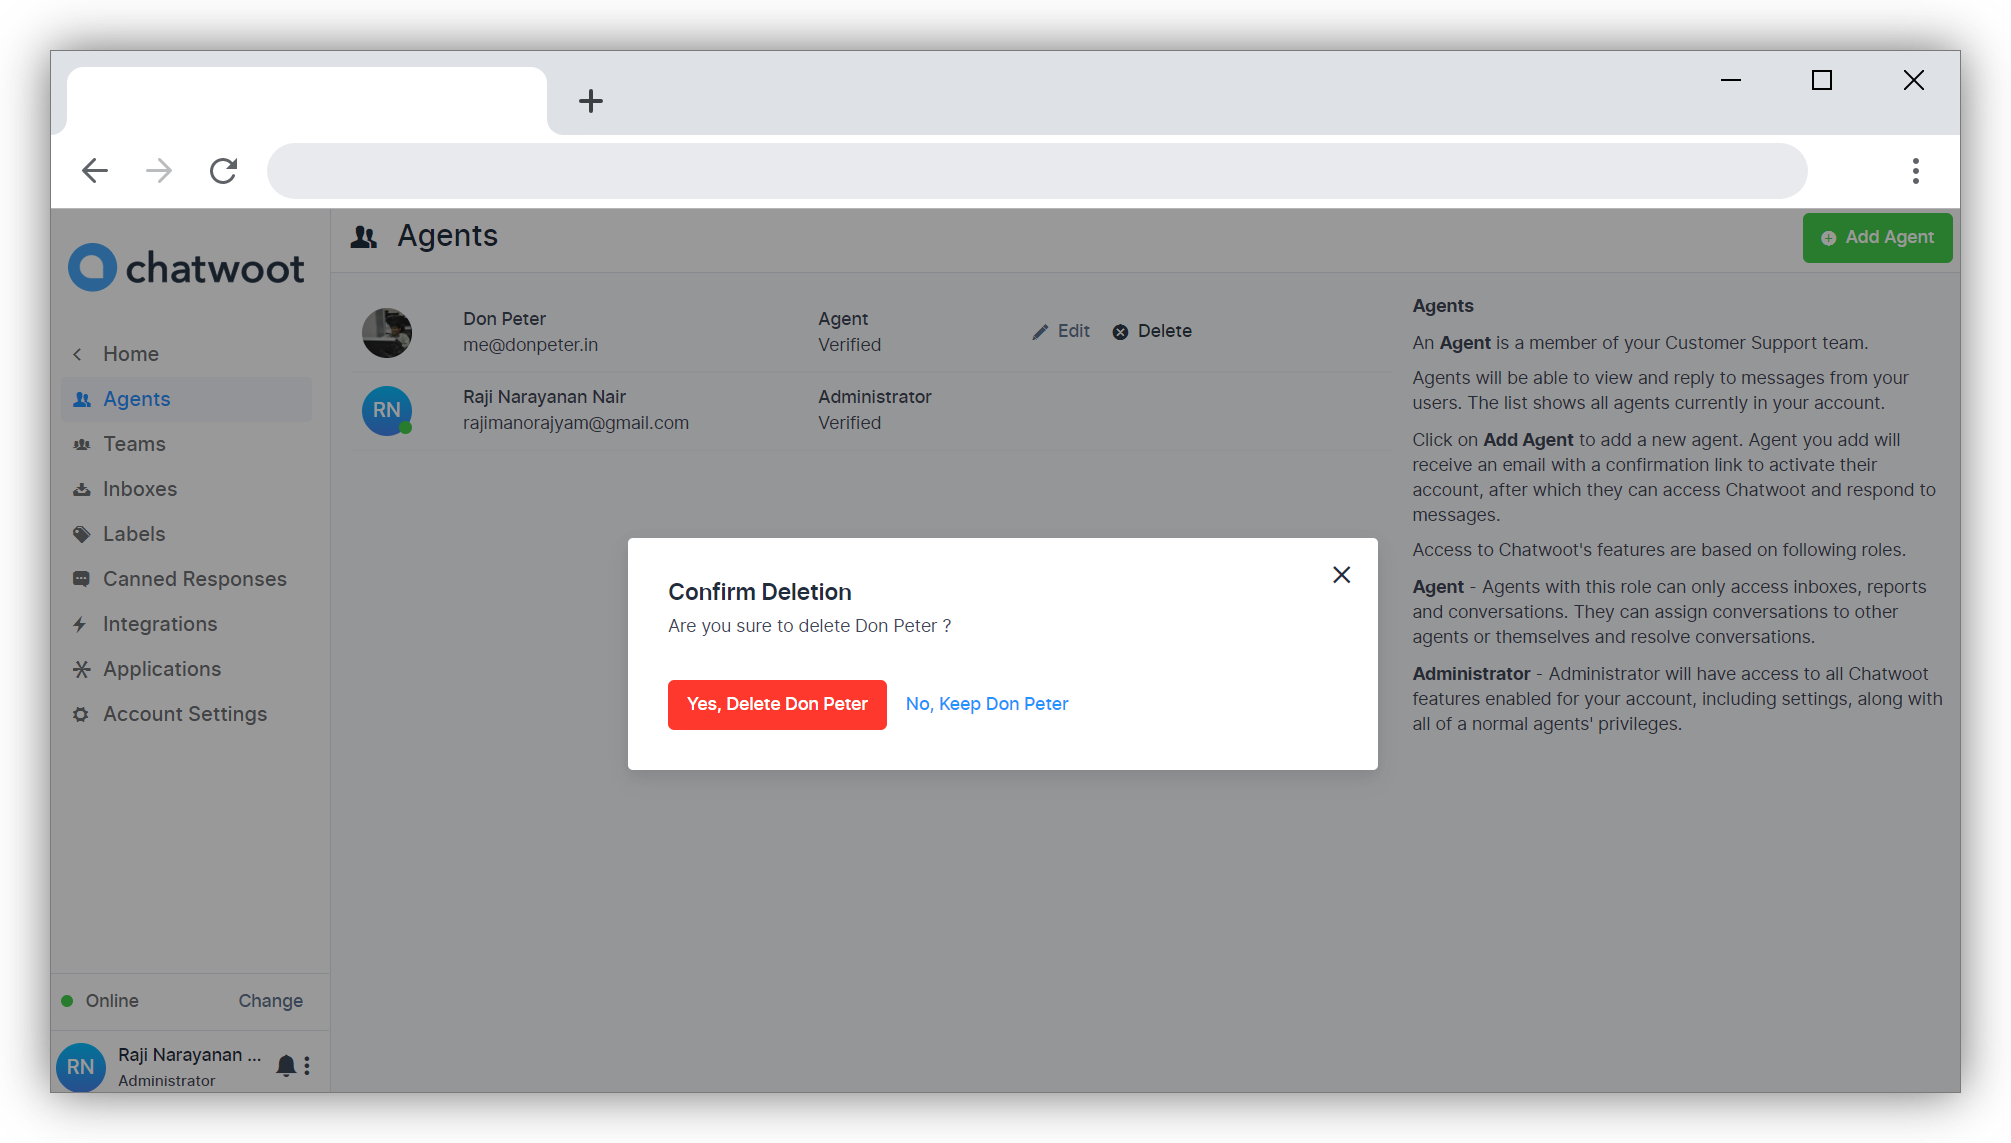 chatwoot
Home
Agents
Teams
Inboxes
Labels
Canned Responses
Integrations
Applications
Account Settings
Online
Change
RN
Raji Narayanan ...
Administrator
Agents
Add Agent
Don Peter
me@donpeter.in
Agent
Verified
Edit
Delete
RN
Raji Narayanan Nair
rajimanorajyam@gmail.com
Administrator
Verified
Agents
An Agent is a member of your Customer Support team.
Agents will be able to view and reply to messages from your
users. The list shows all agents currently in your account.
Click on Add Agent to add a new agent. Agent you add will
receive an email with a confirmation link to activate their
account, after which they can access Chatwoot and respond to
messages.
Access to Chatwoot's features are based on following roles.
Agent - Agents with this role can only access inboxes, reports
and conversations. They can assign conversations to other
agents or themselves and resolve conversations.
Administrator - Administrator will have access to all Chatwoot
features enabled for your account, including settings, along with
all of a normal agents' privileges.
Confirm Deletion
Are you sure to delete Don Peter ?
Yes, Delete Don Peter
No, Keep Don Peter